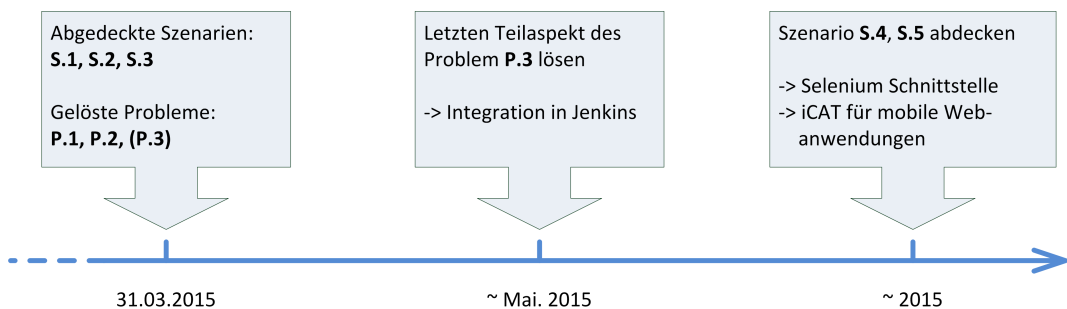 Abgedeckte Szenarien:
S.1, S.2, S.3
Gelöste Probleme:
P.1, P.2, (P.3)
Letzten Teilaspekt des
Problem P.3 lösen
-> Integration in Jenkins
Szenario S.4, S.5 abdecken
-> Selenium Schnittstelle
-> iCAT für mobile Web-
anwendungen
31.03.2015
~ Mai. 2015
~ 2015